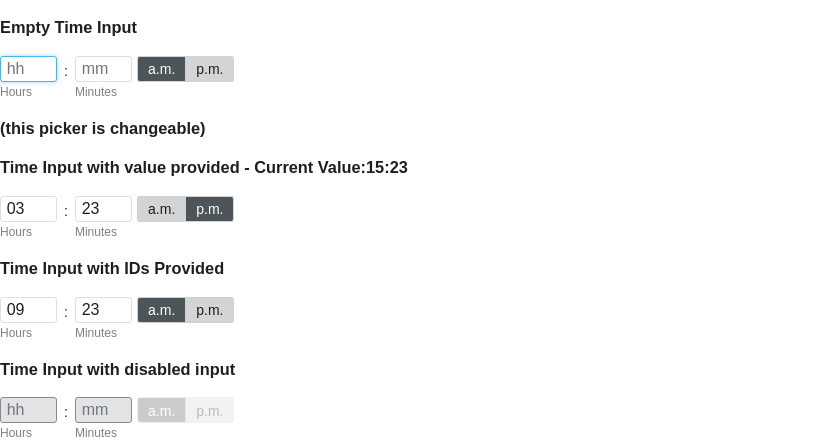 Empty Time Input
hh : mm a.m. p.m.
Hours Minutes
(this picker is changeable)
Time Input with value provided - Current Value:15:23
03 : 23 a.m. p.m.
Hours Minutes
Time Input with IDs Provided
09 : 23 a.m. p.m.
Hours Minutes
Time Input with disabled input
hh : mm a.m. p.m.
Hours Minutes